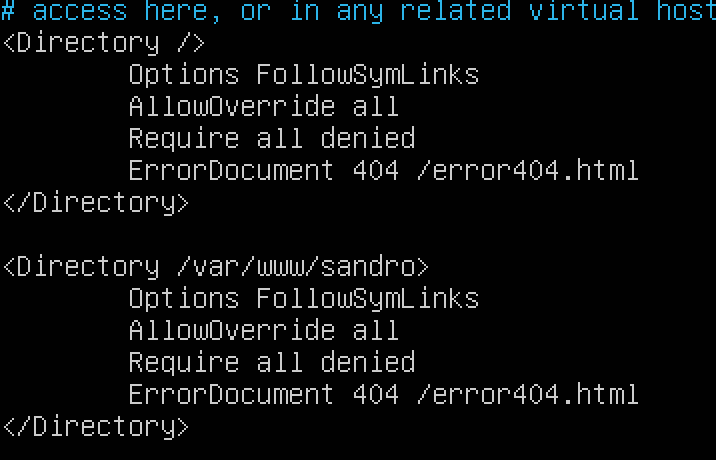 # access here, or in any related virtual host
<Directory />
Options FollowSymLinks
AllowOverride all
Require all denied
ErrorDocument 404 /error404.html
</Directory>
<Directory /var/www/sandro>
Options FollowSymLinks
AllowOverride all
Require all denied
ErrorDocument 404 /error404.html
</Directory>